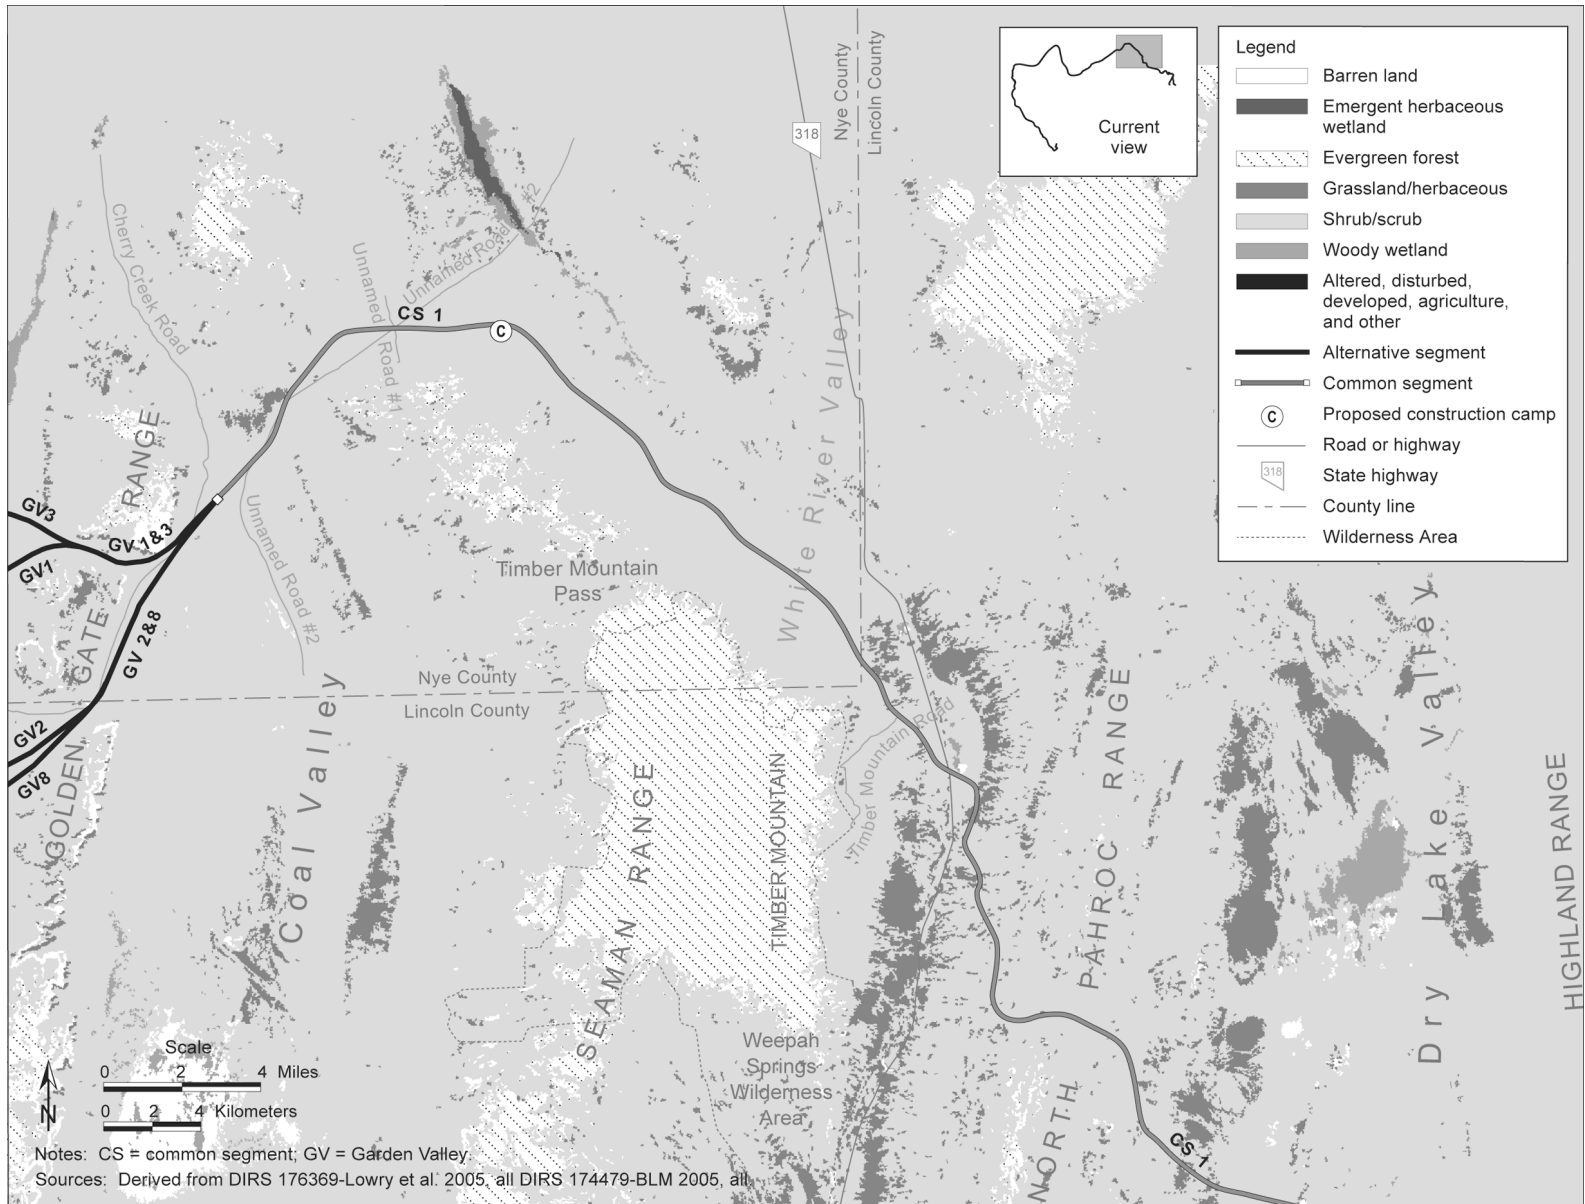 Nye County
Lincoln County
318
Current
view
Legend
Barren land
Emergent herbaceous
wetland
Evergreen forest
Grassland/herbaceous
Shrub/scrub
Woody wetland
Altered, disturbed,
developed, agriculture,
and other
Alternative segment
Common segment
C
Proposed construction camp
Road or highway
318
State highway
County line
Wilderness Area
Cherry Creek Road
Unnamed Road #1
Unnamed Road #2
CS 1
C
White River Valley
GOLDEN GATE RANGE
GV3
GV 1&3
GV1
Unnamed Road #2
GV 2&8
Timber Mountain
Pass
Nye County
Lincoln County
GV2
GV8
Coal Valley
SEAMAN RANGE
TIMBER MOUNTAIN
Timber Mountain Road
NORTH PAHROC RANGE
Dry Lake Valley
HIGHLAND RANGE
Weepah
Springs
Wilderness
Area
CS 1
Scale
0 2 4 Miles
0 2 4 Kilometers
N
Notes: CS = common segment; GV = Garden Valley.
Sources: Derived from DIRS 176369-Lowry et al. 2005, all DIRS 174479-BLM 2005, all.